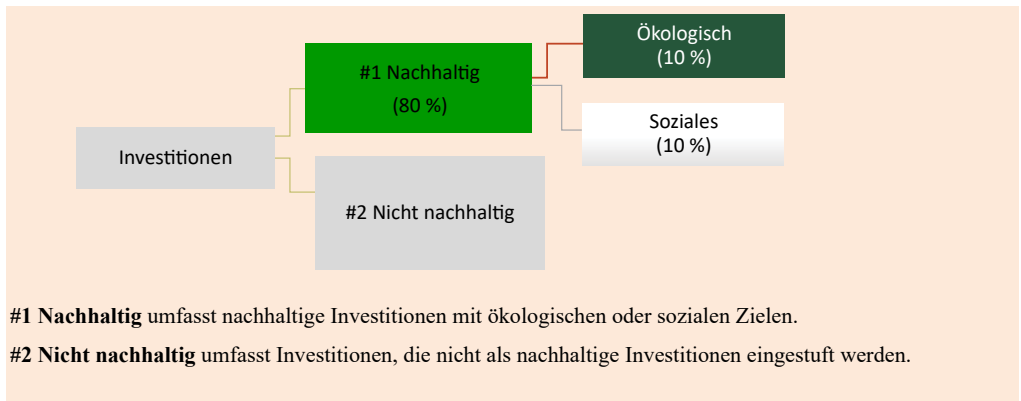 Ökologisch
(10 %)
#1 Nachhaltig
(80 %)
Soziales
(10 %)
Investitionen
#2 Nicht nachhaltig
#1 Nachhaltig umfasst nachhaltige Investitionen mit ökologischen oder sozialen Zielen.
#2 Nicht nachhaltig umfasst Investitionen, die nicht als nachhaltige Investitionen eingestuft werden.